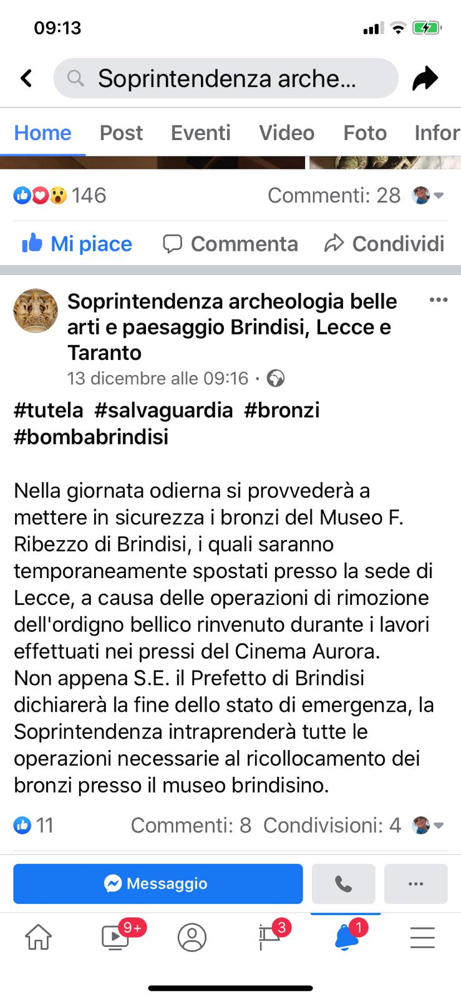 09:13
Soprintendenza arche...
Home Post Eventi Video Foto Infor
146 Commenti: 28
Mi piace Commenta Condividi
Soprintendenza archeologia belle
arti e paesaggio Brindisi, Lecce e
Taranto
13 dicembre alle 09:16 ·
#tutela #salvaguardia #bronzi
#bombabrindisi
Nella giornata odierna si provvederà a
mettere in sicurezza i bronzi del Museo F.
Ribezzo di Brindisi, i quali saranno
temporaneamente spostati presso la sede di
Lecce, a causa delle operazioni di rimozione
dell'ordigno bellico rinvenuto durante i lavori
effettuati nei pressi del Cinema Aurora.
Non appena S.E. il Prefetto di Brindisi
dichiarerà la fine dello stato di emergenza, la
Soprintendenza intraprenderà tutte le
operazioni necessarie al ricollocamento dei
bronzi presso il museo brindisino.
11 Commenti: 8 Condivisioni: 4
Messaggio
9+ 3 1